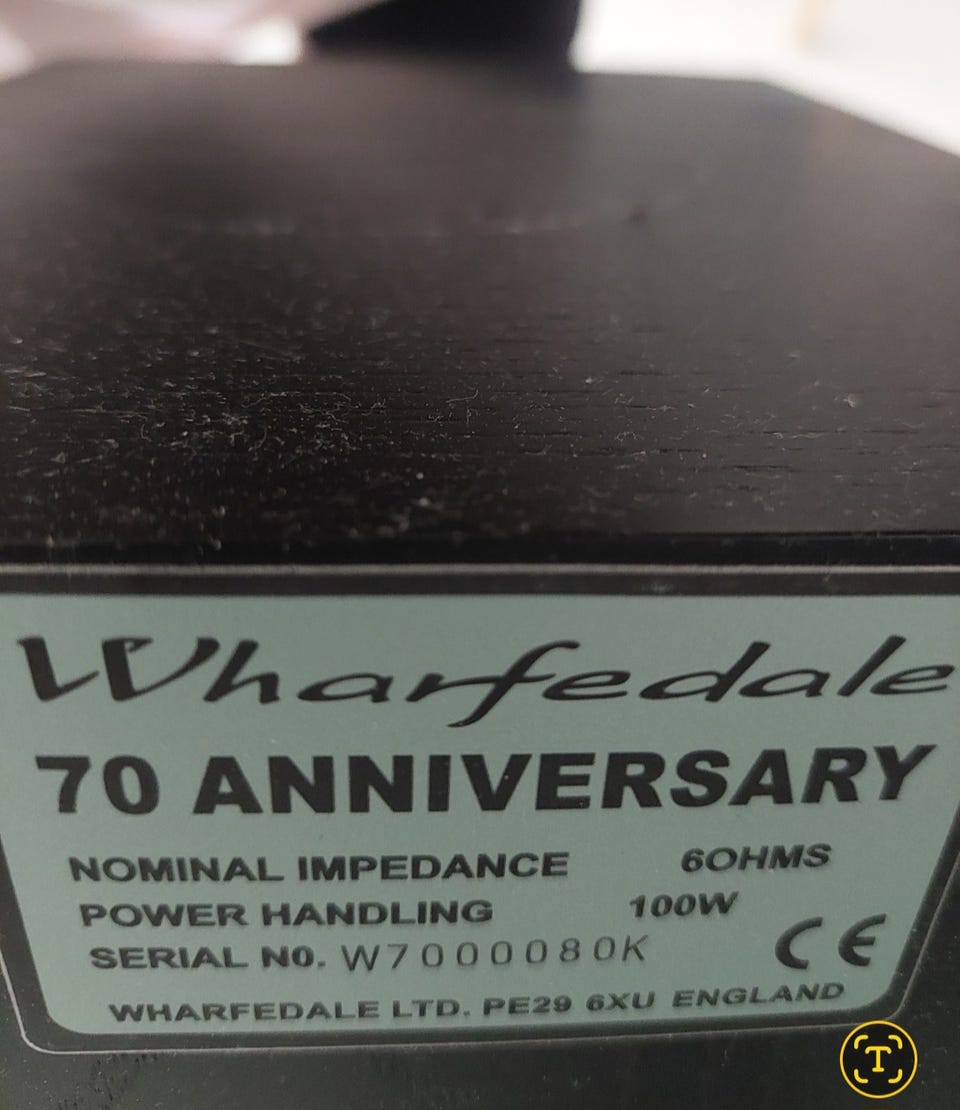 Wharfedale
70 ANNIVERSARY
NOMINAL IMPEDANCE 6OHMS
POWER HANDLING 100W
SERIAL NO. W7000080K
CE
WHARFEDALE LTD. PE29 6XU ENGLAND
T